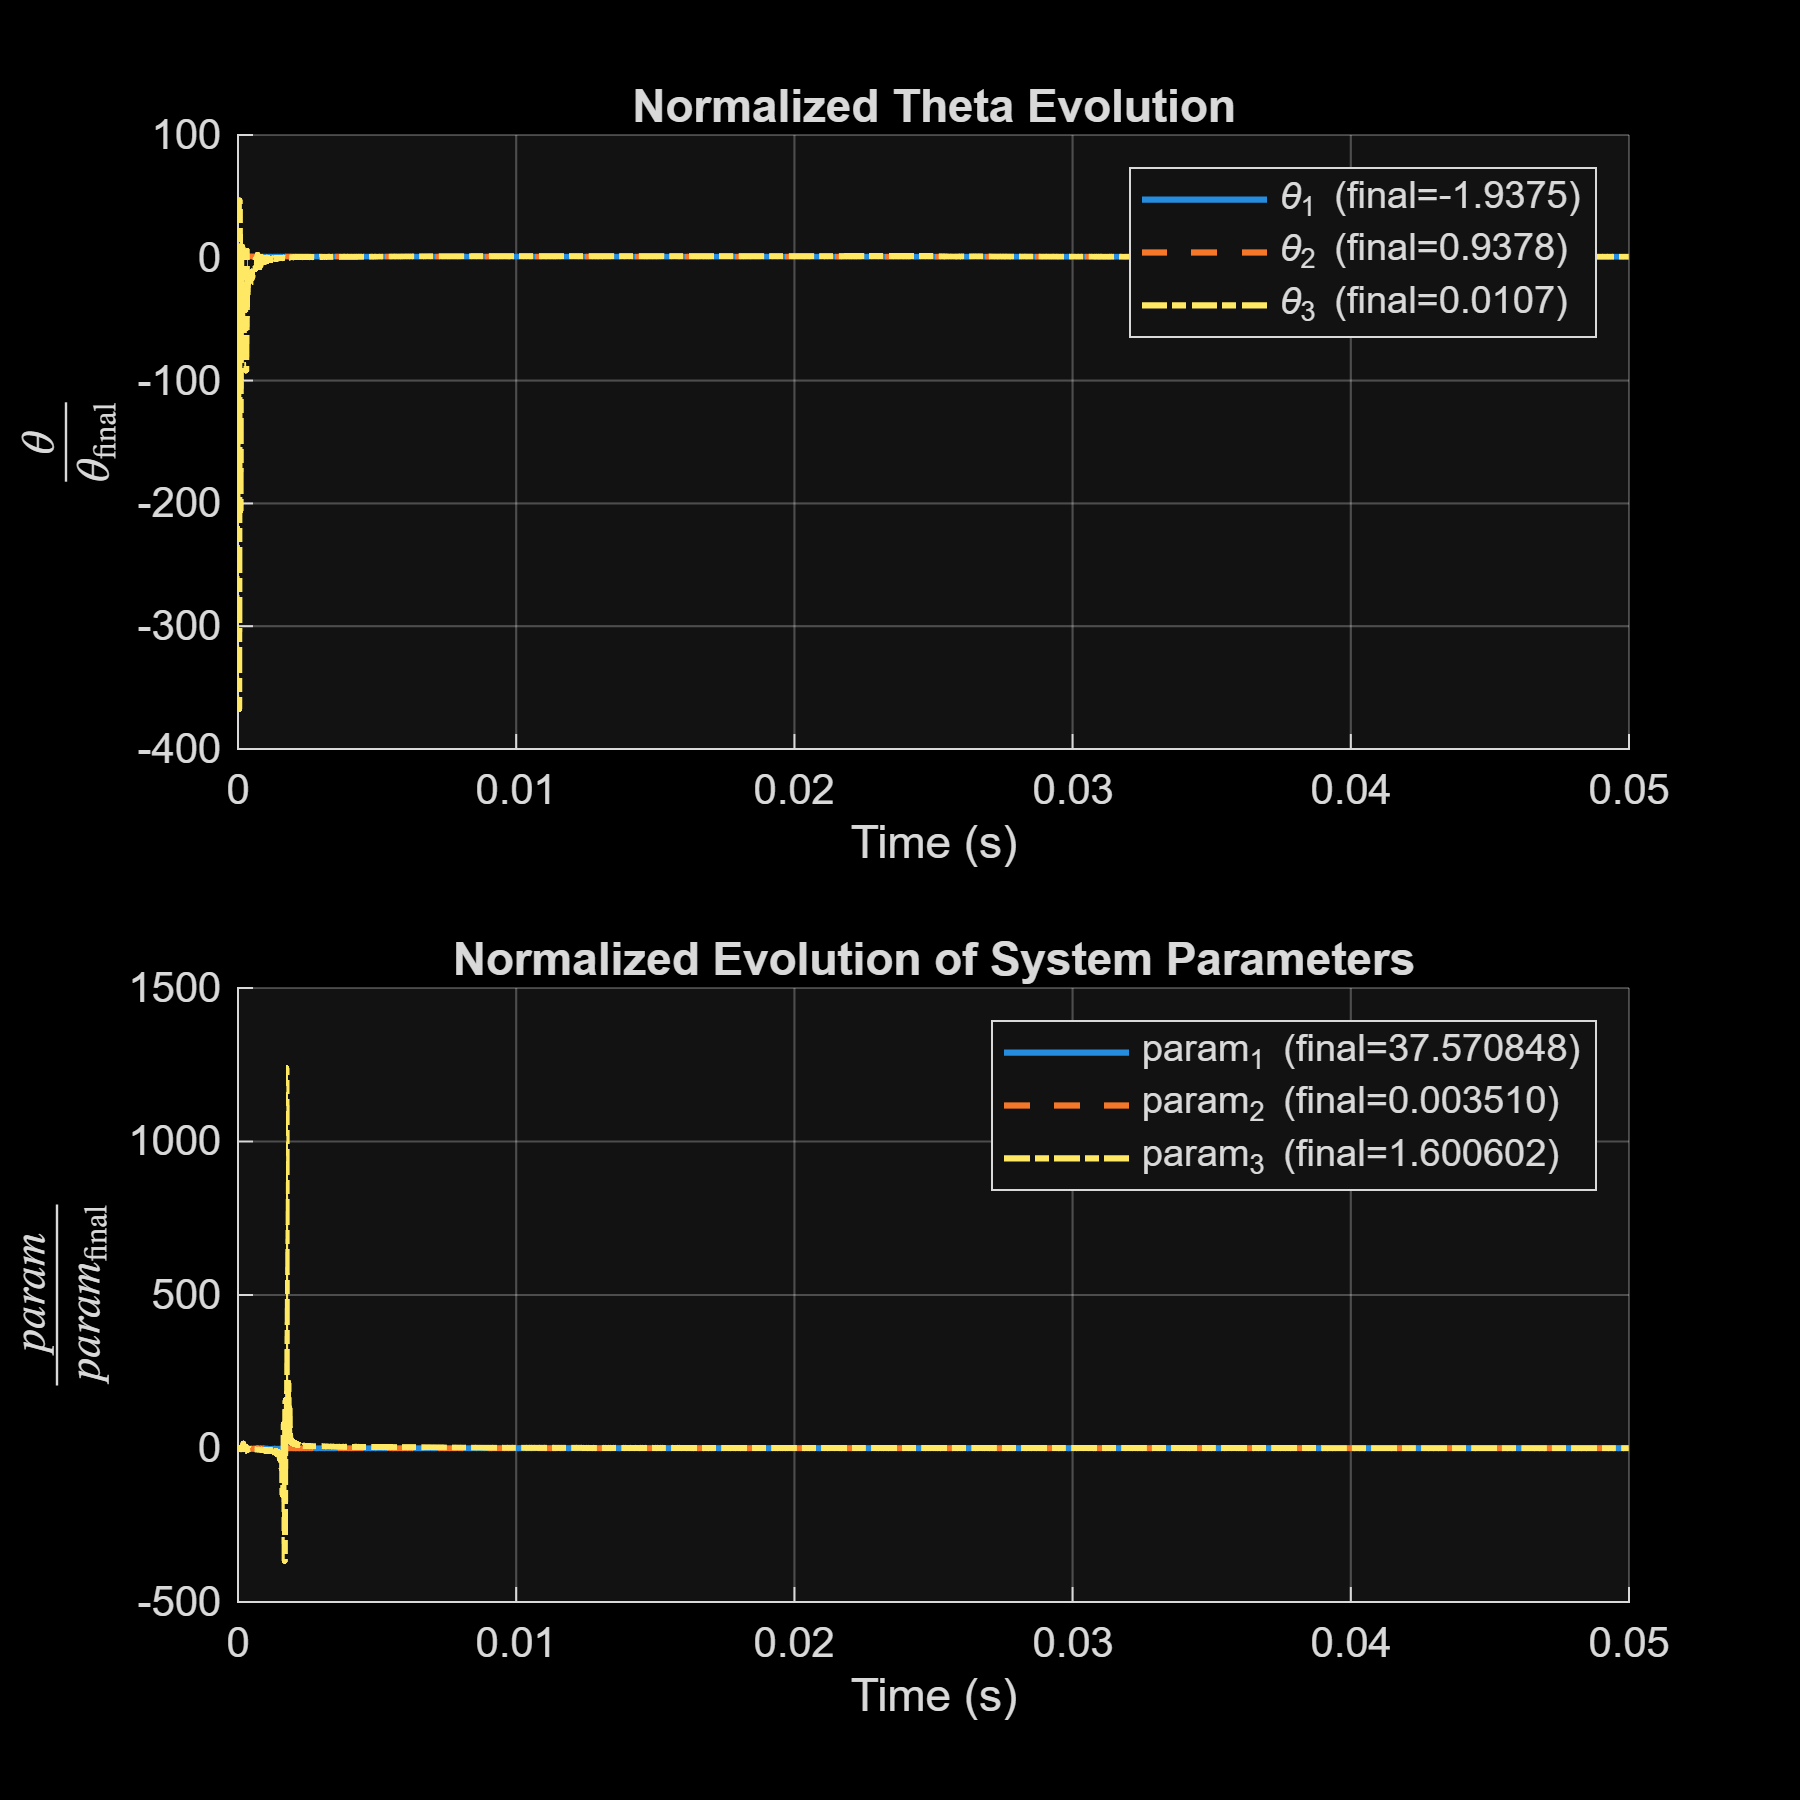 Normalized Theta Evolution
100
0
-100
-200
-300
-400
θ
θfinal
θ1 (final=-1.9375)
θ2 (final=0.9378)
θ3 (final=0.0107)
0 0.01 0.02 0.03 0.04 0.05
Time (s)
Normalized Evolution of System Parameters
1500
1000
500
0
-500
param
paramfinal
param1 (final=37.570848)
param2 (final=0.003510)
param3 (final=1.600602)
0 0.01 0.02 0.03 0.04 0.05
Time (s)